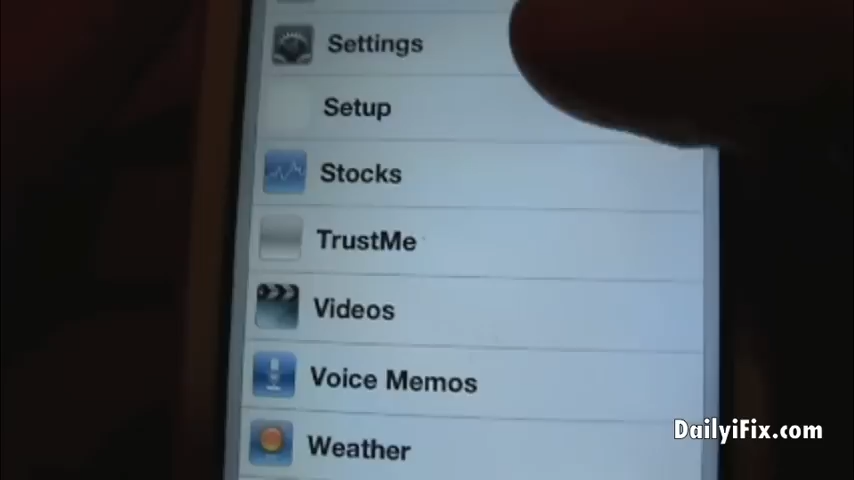 Settings
Setup
Stocks
TrustMe
Videos
Voice Memos
Weather
DailyiFix.com